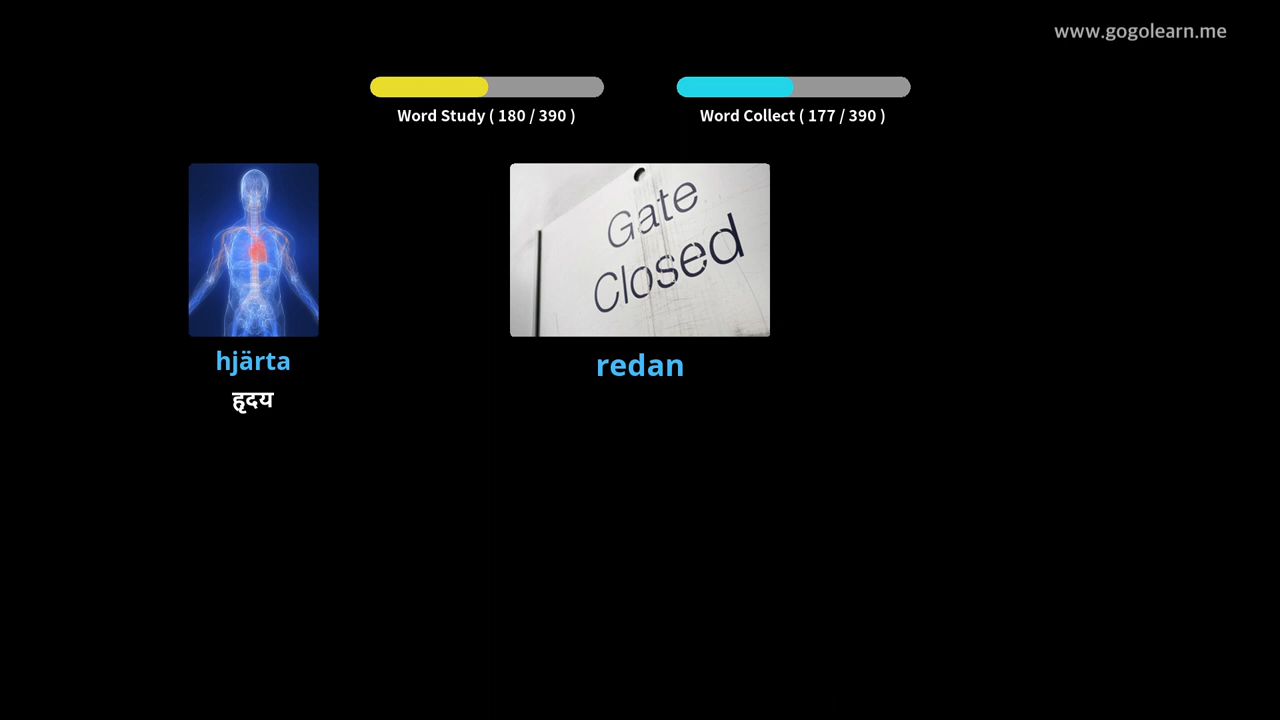 www.gogolearn.me
Word Study ( 180 / 390 )
Word Collect ( 177 / 390 )
Gate
Closed
hjärta
हृदय
redan